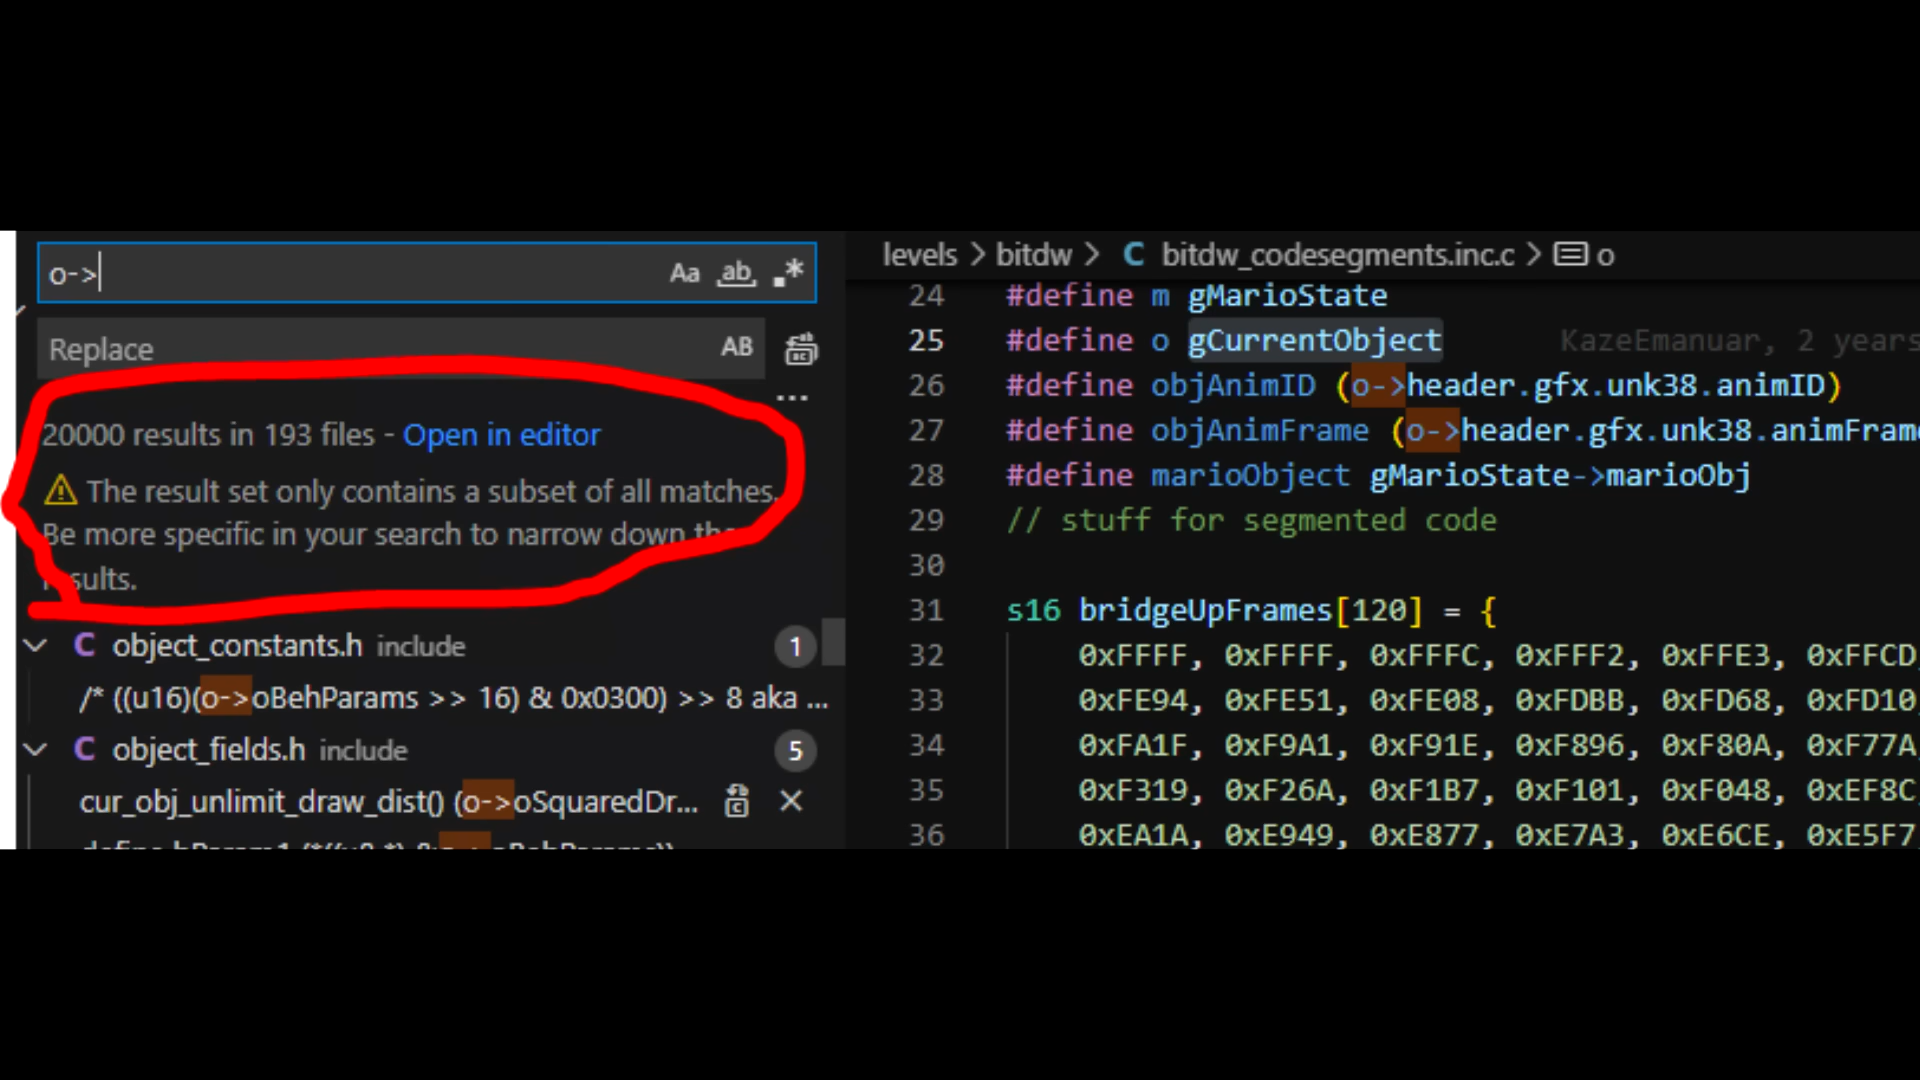 o->
Aa ab .*
Replace AB
20000 results in 193 files - Open in editor
The result set only contains a subset of all matches.
Be more specific in your search to narrow down the
results.
C object_constants.h include 1
/* ((u16)(o->oBehParams >> 16) & 0x0300) >> 8 aka ...
C object_fields.h include 5
cur_obj_unlimit_draw_dist() (o->oSquaredDr...
levels > bitdw > C bitdw_codesegments.inc.c > o
24 #define m gMarioState
25 #define o gCurrentObject KazeEmanuar, 2 years
26 #define objAnimID (o->header.gfx.unk38.animID)
27 #define objAnimFrame (o->header.gfx.unk38.animFrame
28 #define marioObject gMarioState->marioObj
29 // stuff for segmented code
30
31 s16 bridgeUpFrames[120] = {
32 0xFFFF, 0xFFFF, 0xFFFC, 0xFFF2, 0xFFE3, 0xFFCD
33 0xFE94, 0xFE51, 0xFE08, 0xFDBB, 0xFD68, 0xFD10
34 0xFA1F, 0xF9A1, 0xF91E, 0xF896, 0xF80A, 0xF77A
35 0xF319, 0xF26A, 0xF1B7, 0xF101, 0xF048, 0xEF8C
36 0xEA1A, 0xE949, 0xE877, 0xE7A3, 0xE6CE, 0xE5F7